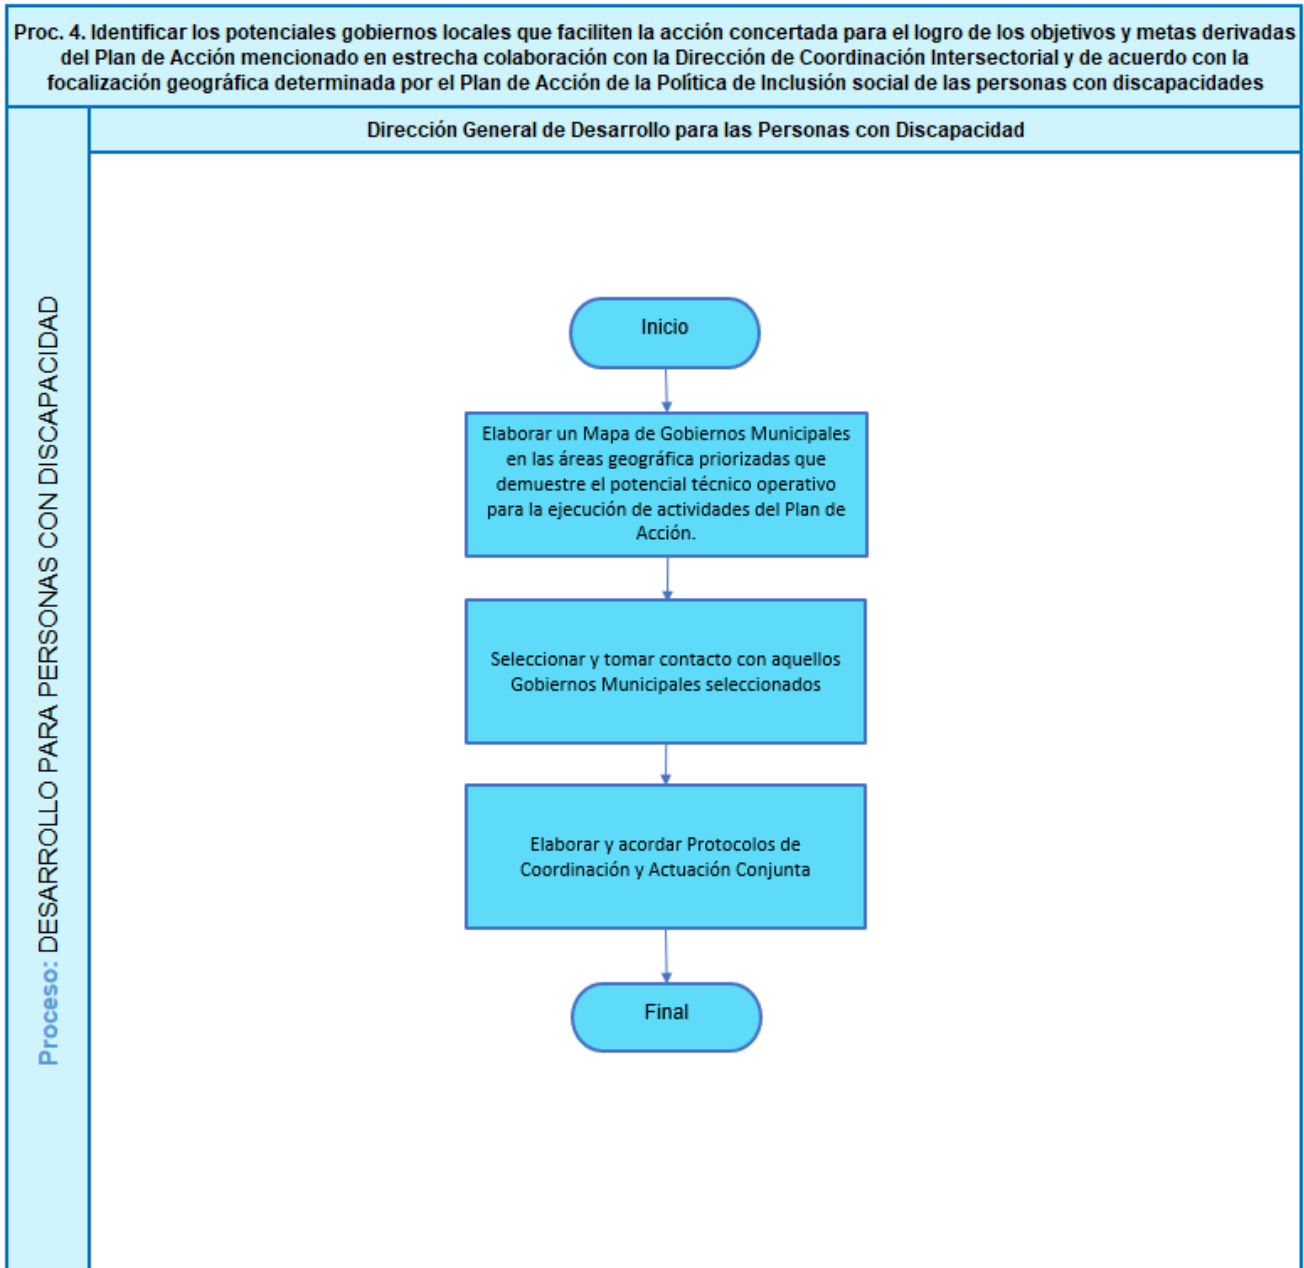 Proc. 4. Identificar los potenciales gobiernos locales que faciliten la acción concertada para el logro de los objetivos y metas derivadas
del Plan de Acción mencionado en estrecha colaboración con la Dirección de Coordinación Intersectorial y de acuerdo con la
focalización geográfica determinada por el Plan de Acción de la Política de Inclusión social de las personas con discapacidades
Dirección General de Desarrollo para las Personas con Discapacidad
Proceso: DESARROLLO PARA PERSONAS CON DISCAPACIDAD
Inicio
Elaborar un Mapa de Gobiernos Municipales
en las áreas geográfica priorizadas que
demuestre el potencial técnico operativo
para la ejecución de actividades del Plan de
Acción.
Seleccionar y tomar contacto con aquellos
Gobiernos Municipales seleccionados
Elaborar y acordar Protocolos de
Coordinación y Actuación Conjunta
Final